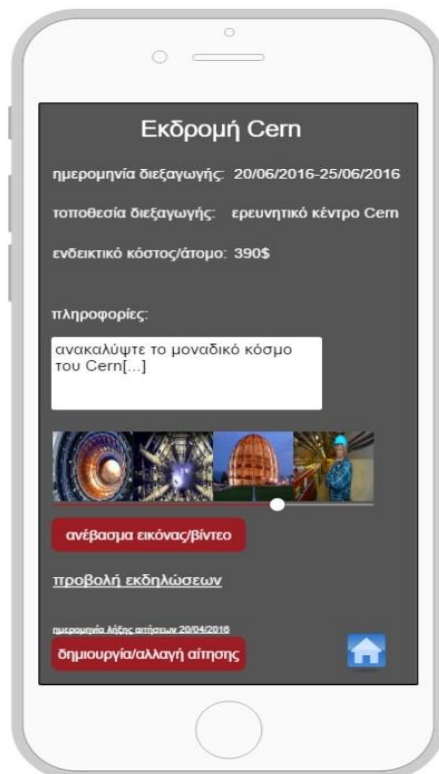 Εκδρομή Cern
ημερομηνία διεξαγωγής: 20/06/2016-25/06/2016
τοποθεσία διεξαγωγής: ερευνητικό κέντρο Cern
ενδεικτικό κόστος/άτομο: 390$
πληροφορίες:
ανακαλύψτε το μοναδικό κόσμο
του Cern[...]
ανέβασμα εικόνας/βίντεο
προβολή εκδηλώσεων
ημερομηνία λήξης αιτήσεων 20/04/2016
δημιουργία/αλλαγή αίτησης